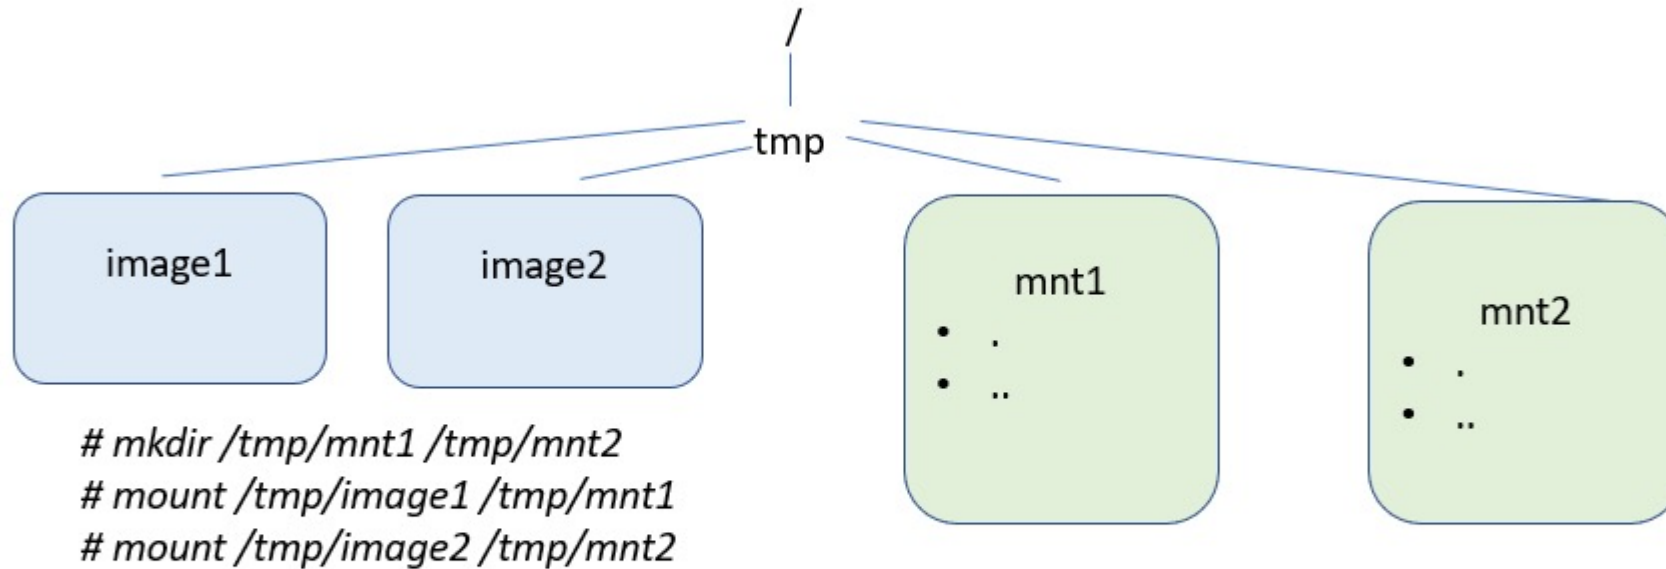 /
tmp
image1
image2
mnt1
• .
• ..
mnt2
• .
• ..
# mkdir /tmp/mnt1 /tmp/mnt2
# mount /tmp/image1 /tmp/mnt1
# mount /tmp/image2 /tmp/mnt2